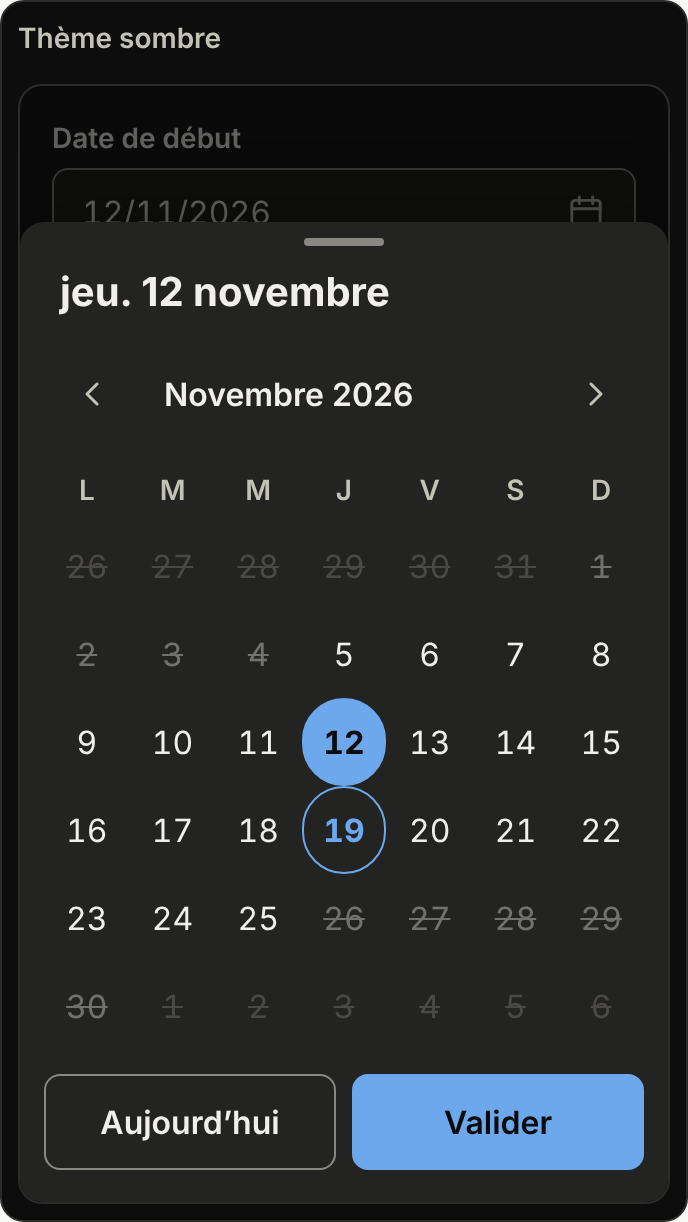 Thème sombre
Date de début
12/11/2026
jeu. 12 novembre
Novembre 2026
L M M J V S D
26 27 28 29 30 31 1
2 3 4 5 6 7 8
9 10 11 12 13 14 15
16 17 18 19 20 21 22
23 24 25 26 27 28 29
30 1 2 3 4 5 6
Aujourd’hui Valider